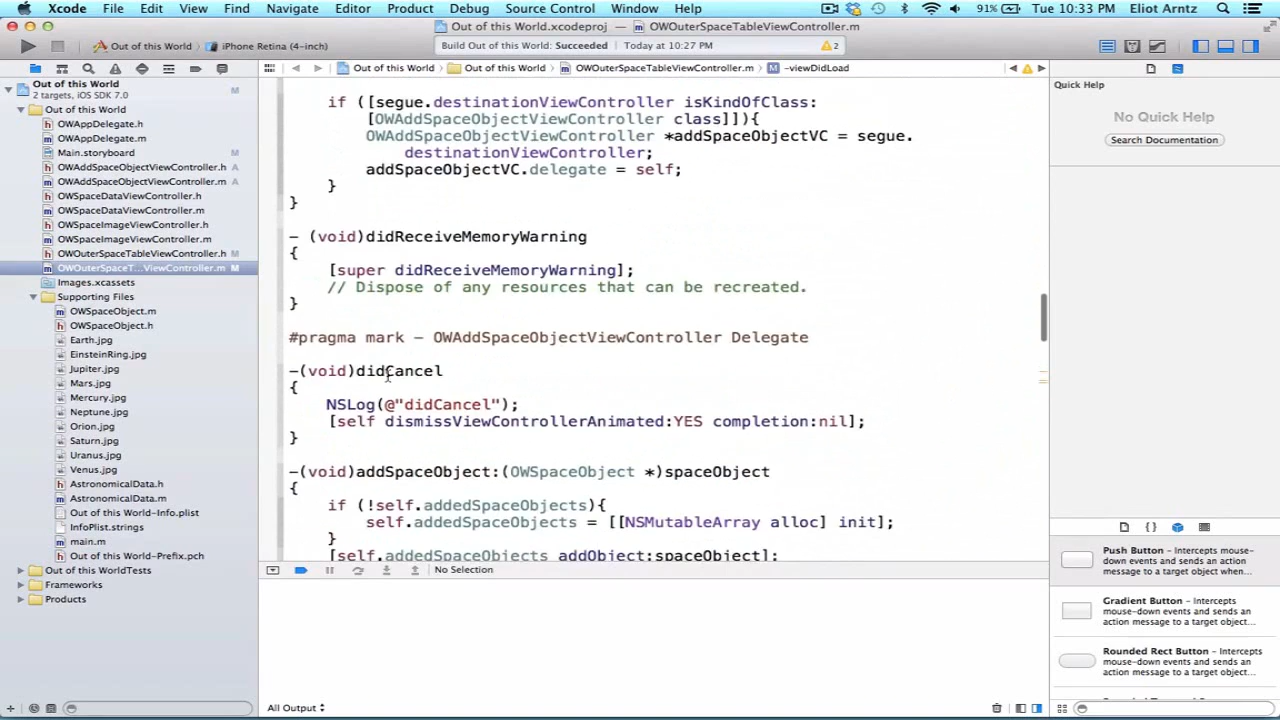 Xcode File Edit View Find Navigate Editor Product Debug Source Control Window Help 91% Tue 10:33 PM Eliot Arntz
Out of this World.xcodeproj — OWOuterSpaceTableViewController.m
Out of this World iPhone Retina (4-inch) Build Out of this World: Succeeded Today at 10:27 PM 2
Out of this World Out of this World OWOuterSpaceTableViewController.m M -viewDidLoad
Out of this World M
2 targets, iOS SDK 7.0
Out of this World
OWAppDelegate.h
OWAppDelegate.m
Main.storyboard M
OWAddSpaceObjectViewController.h A
OWAddSpaceObjectViewController.m A
OWSpaceDataViewController.h
OWSpaceDataViewController.m
OWSpaceImageViewController.h
OWSpaceImageViewController.m
OWOuterSpaceTableViewController.h M
OWOuterSpaceT...ViewController.m M
Images.xcassets
Supporting Files
OWSpaceObject.m
OWSpaceObject.h
Earth.jpg
EinsteinRing.jpg
Jupiter.jpg
Mars.jpg
Mercury.jpg
Neptune.jpg
Orion.jpg
Saturn.jpg
Uranus.jpg
Venus.jpg
AstronomicalData.h
AstronomicalData.m
Out of this World-Info.plist
InfoPlist.strings
main.m
Out of this World-Prefix.pch
Out of this WorldTests
Frameworks
Products
if ([segue.destinationViewController isKindOfClass:
[OWAddSpaceObjectViewController class]]){
OWAddSpaceObjectViewController *addSpaceObjectVC = segue.
destinationViewController;
addSpaceObjectVC.delegate = self;
}
}
- (void)didReceiveMemoryWarning
{
[super didReceiveMemoryWarning];
// Dispose of any resources that can be recreated.
}
#pragma mark - OWAddSpaceObjectViewController Delegate
-(void)didCancel
{
NSLog(@"didCancel");
[self dismissViewControllerAnimated:YES completion:nil];
}
-(void)addSpaceObject:(OWSpaceObject *)spaceObject
{
if (!self.addedSpaceObjects){
self.addedSpaceObjects = [[NSMutableArray alloc] init];
}
[self.addedSpaceObjects addObject:spaceObject];
No Selection
All Output
Quick Help
No Quick Help
Search Documentation
{ }
Push Button - Intercepts mouse-
down events and sends an action
message to a target object when...
Gradient Button - Intercepts
mouse-down events and sends an
action message to a target object...
Rounded Rect Button - Intercepts
mouse-down events and sends an
action message to a target object...